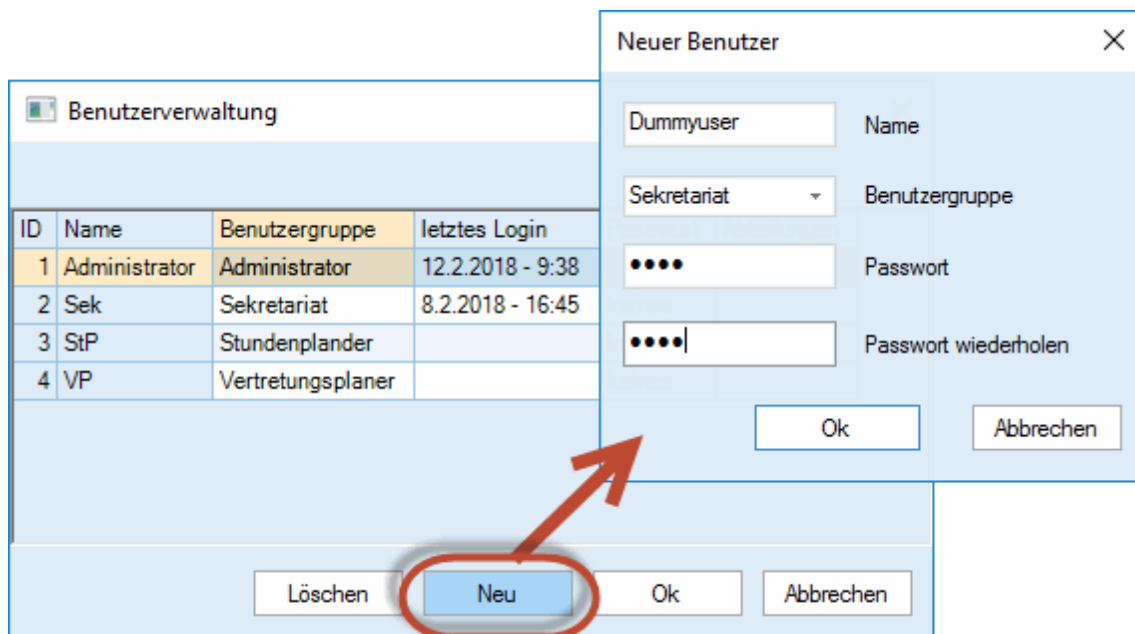 Neuer Benutzer
Dummyuser Name
Sekretariat Benutzergruppe
•••• Passwort
•••• Passwort wiederholen
Ok Abbrechen
Benutzerverwaltung
ID Name Benutzergruppe letztes Login
1 Administrator Administrator 12.2.2018 - 9:38
2 Sek Sekretariat 8.2.2018 - 16:45
3 StP Stundenplander
4 VP Vertretungsplaner
Löschen Neu Ok Abbrechen